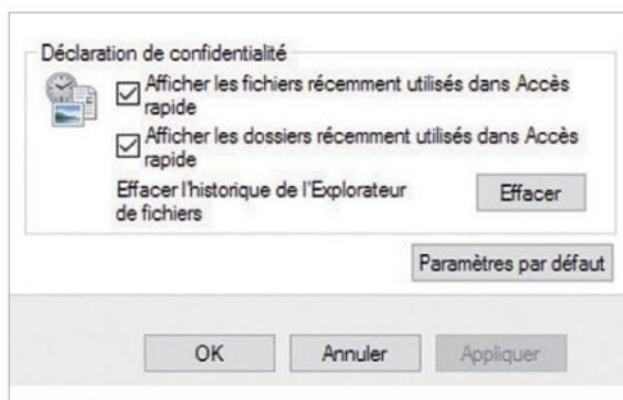 Déclaration de confidentialité
Afficher les fichiers récemment utilisés dans Accès
rapide
Afficher les dossiers récemment utilisés dans Accès
rapide
Effacer l'historique de l'Explorateur
de fichiers
Effacer
Paramètres par défaut
OK
Annuler
Appliquer